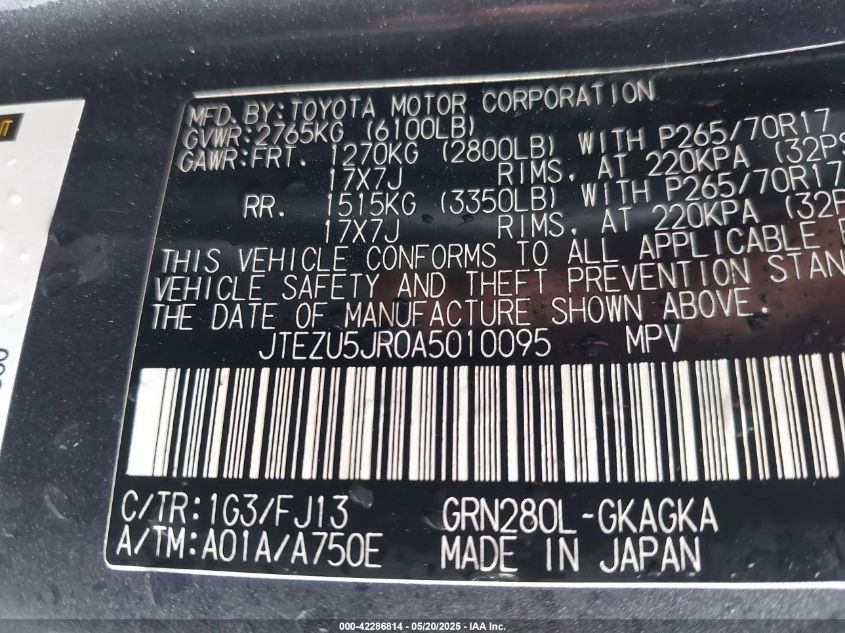 MFD. BY: TOYOTA MOTOR CORPORATION
GVWR: 2765KG (6100LB)
GAWR: FRT. 1270KG (2800LB) WITH P265/70R17
17X7J RIMS, AT 220KPA (32PS
RR. 1515KG (3350LB) WITH P265/70R17
17X7J RIMS, AT 220KPA (32P
THIS VEHICLE CONFORMS TO ALL APPLICABLE
VEHICLE SAFETY AND THEFT PREVENTION STAN
THE DATE OF MANUFACTURE SHOWN ABOVE.
JTEZU5JR0A5010095 MPV
C/TR: 1G3/FJ13 GRN280L-GKAGKA
A/TM: A01A/A750E MADE IN JAPAN
000-42286814 - 05/20/2025 - IAA Inc.